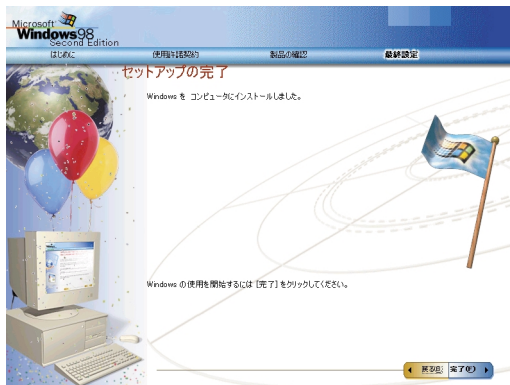 Microsoft
Windows98
Second Edition
はじめに 使用許諾契約 製品の確認 最終設定
セットアップの完了
Windows を コンピュータにインストールしました。
Windows の使用を開始するには [完了] をクリックしてください。
戻る(B) 完了(F)